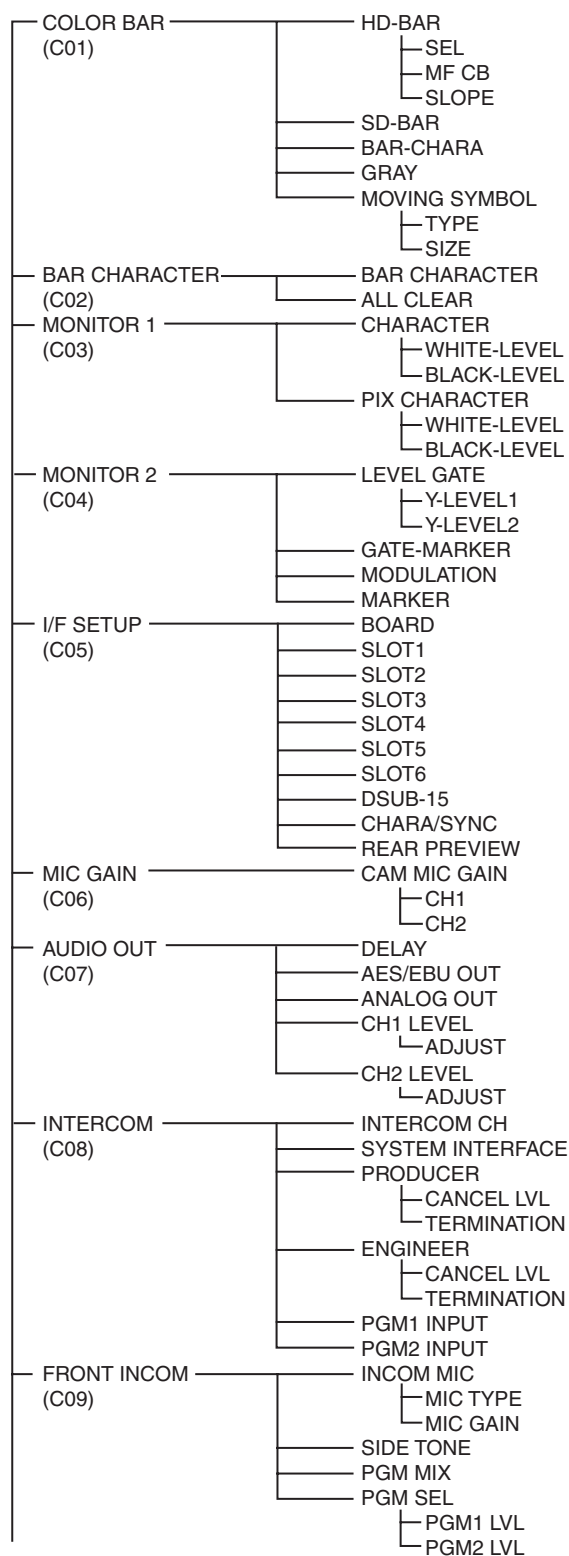 COLOR BAR HD-BAR
(C01) SEL
MF CB
SLOPE
SD-BAR
BAR-CHARA
GRAY
MOVING SYMBOL
TYPE
SIZE
BAR CHARACTER BAR CHARACTER
(C02) ALL CLEAR
MONITOR 1 CHARACTER
(C03) WHITE-LEVEL
BLACK-LEVEL
PIX CHARACTER
WHITE-LEVEL
BLACK-LEVEL
MONITOR 2 LEVEL GATE
(C04) Y-LEVEL1
Y-LEVEL2
GATE-MARKER
MODULATION
MARKER
I/F SETUP BOARD
(C05) SLOT1
SLOT2
SLOT3
SLOT4
SLOT5
SLOT6
DSUB-15
CHARA/SYNC
REAR PREVIEW
MIC GAIN CAM MIC GAIN
(C06) CH1
CH2
AUDIO OUT DELAY
(C07) AES/EBU OUT
ANALOG OUT
CH1 LEVEL
ADJUST
CH2 LEVEL
ADJUST
INTERCOM INTERCOM CH
(C08) SYSTEM INTERFACE
PRODUCER
CANCEL LVL
TERMINATION
ENGINEER
CANCEL LVL
TERMINATION
PGM1 INPUT
PGM2 INPUT
FRONT INCOM INCOM MIC
(C09) MIC TYPE
MIC GAIN
SIDE TONE
PGM MIX
PGM SEL
PGM1 LVL
PGM2 LVL